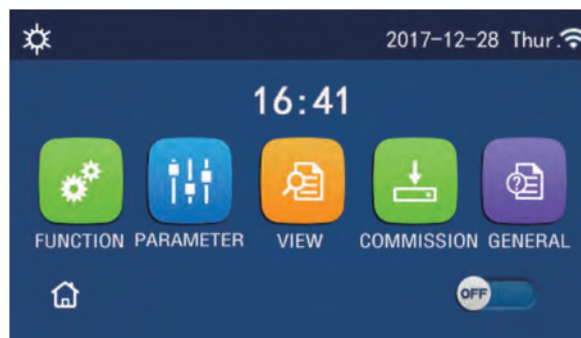 2017-12-28 Thur.
16:41
FUNCTION PARAMETER VIEW COMMISSION GENERAL
OFF